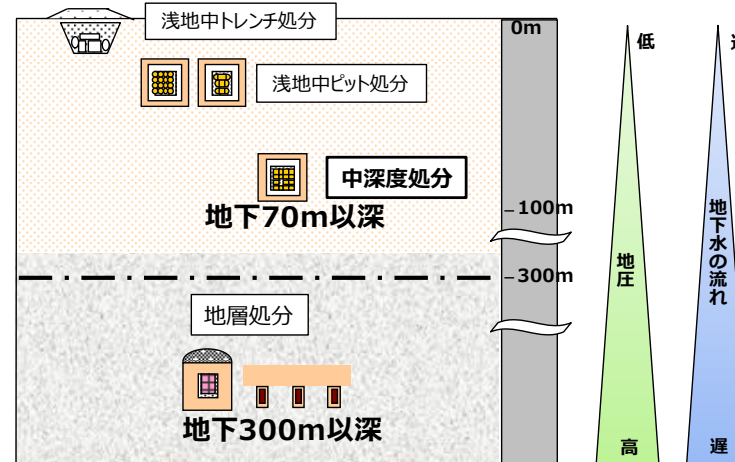 浅地中トレンチ処分
0m
低
浅地中ピット処分
中深度処分
地下70m以深
－100m
地圧
地下水の流れ
－300m
地層処分
地下300m以深
高
遅